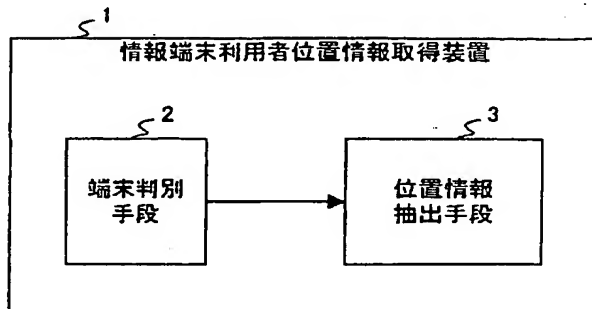 1
情報端末利用者位置情報取得装置
2
3
端末判別
手段
位置情報
抽出手段